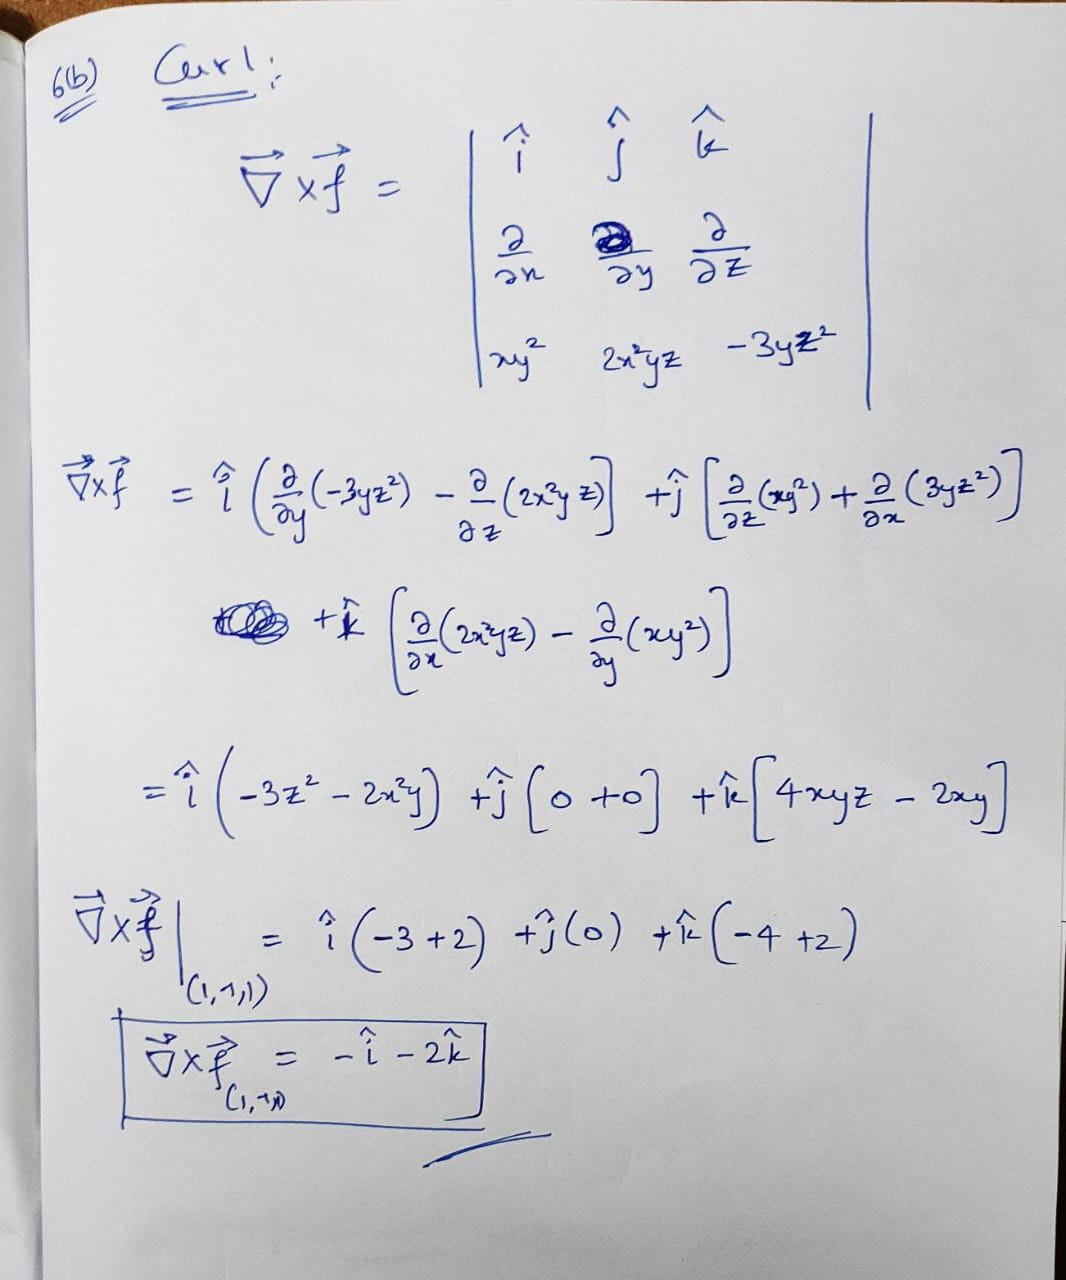 6(b) Curl:
∇⃗ × f⃗ = | î ĵ k̂ |
| ∂/∂x ∂/∂y ∂/∂z |
| xy² 2x²yz -3yz² |
∇⃗×f⃗ = î ( ∂/∂y (-3yz²) - ∂/∂z (2x²yz) ] + ĵ [ ∂/∂z (xy²) + ∂/∂x (3yz²) ]
+ k̂ [ ∂/∂x (2x²yz) - ∂/∂y (xy²) ]
= î ( -3z² - 2x²y ) + ĵ [ 0 + 0 ] + k̂ [ 4xyz - 2xy ]
∇⃗×f⃗ |(1,-1,1) = î (-3+2) + ĵ(0) + k̂ (-4+2)
∇⃗×f⃗ (1,-1,1) = -î - 2k̂